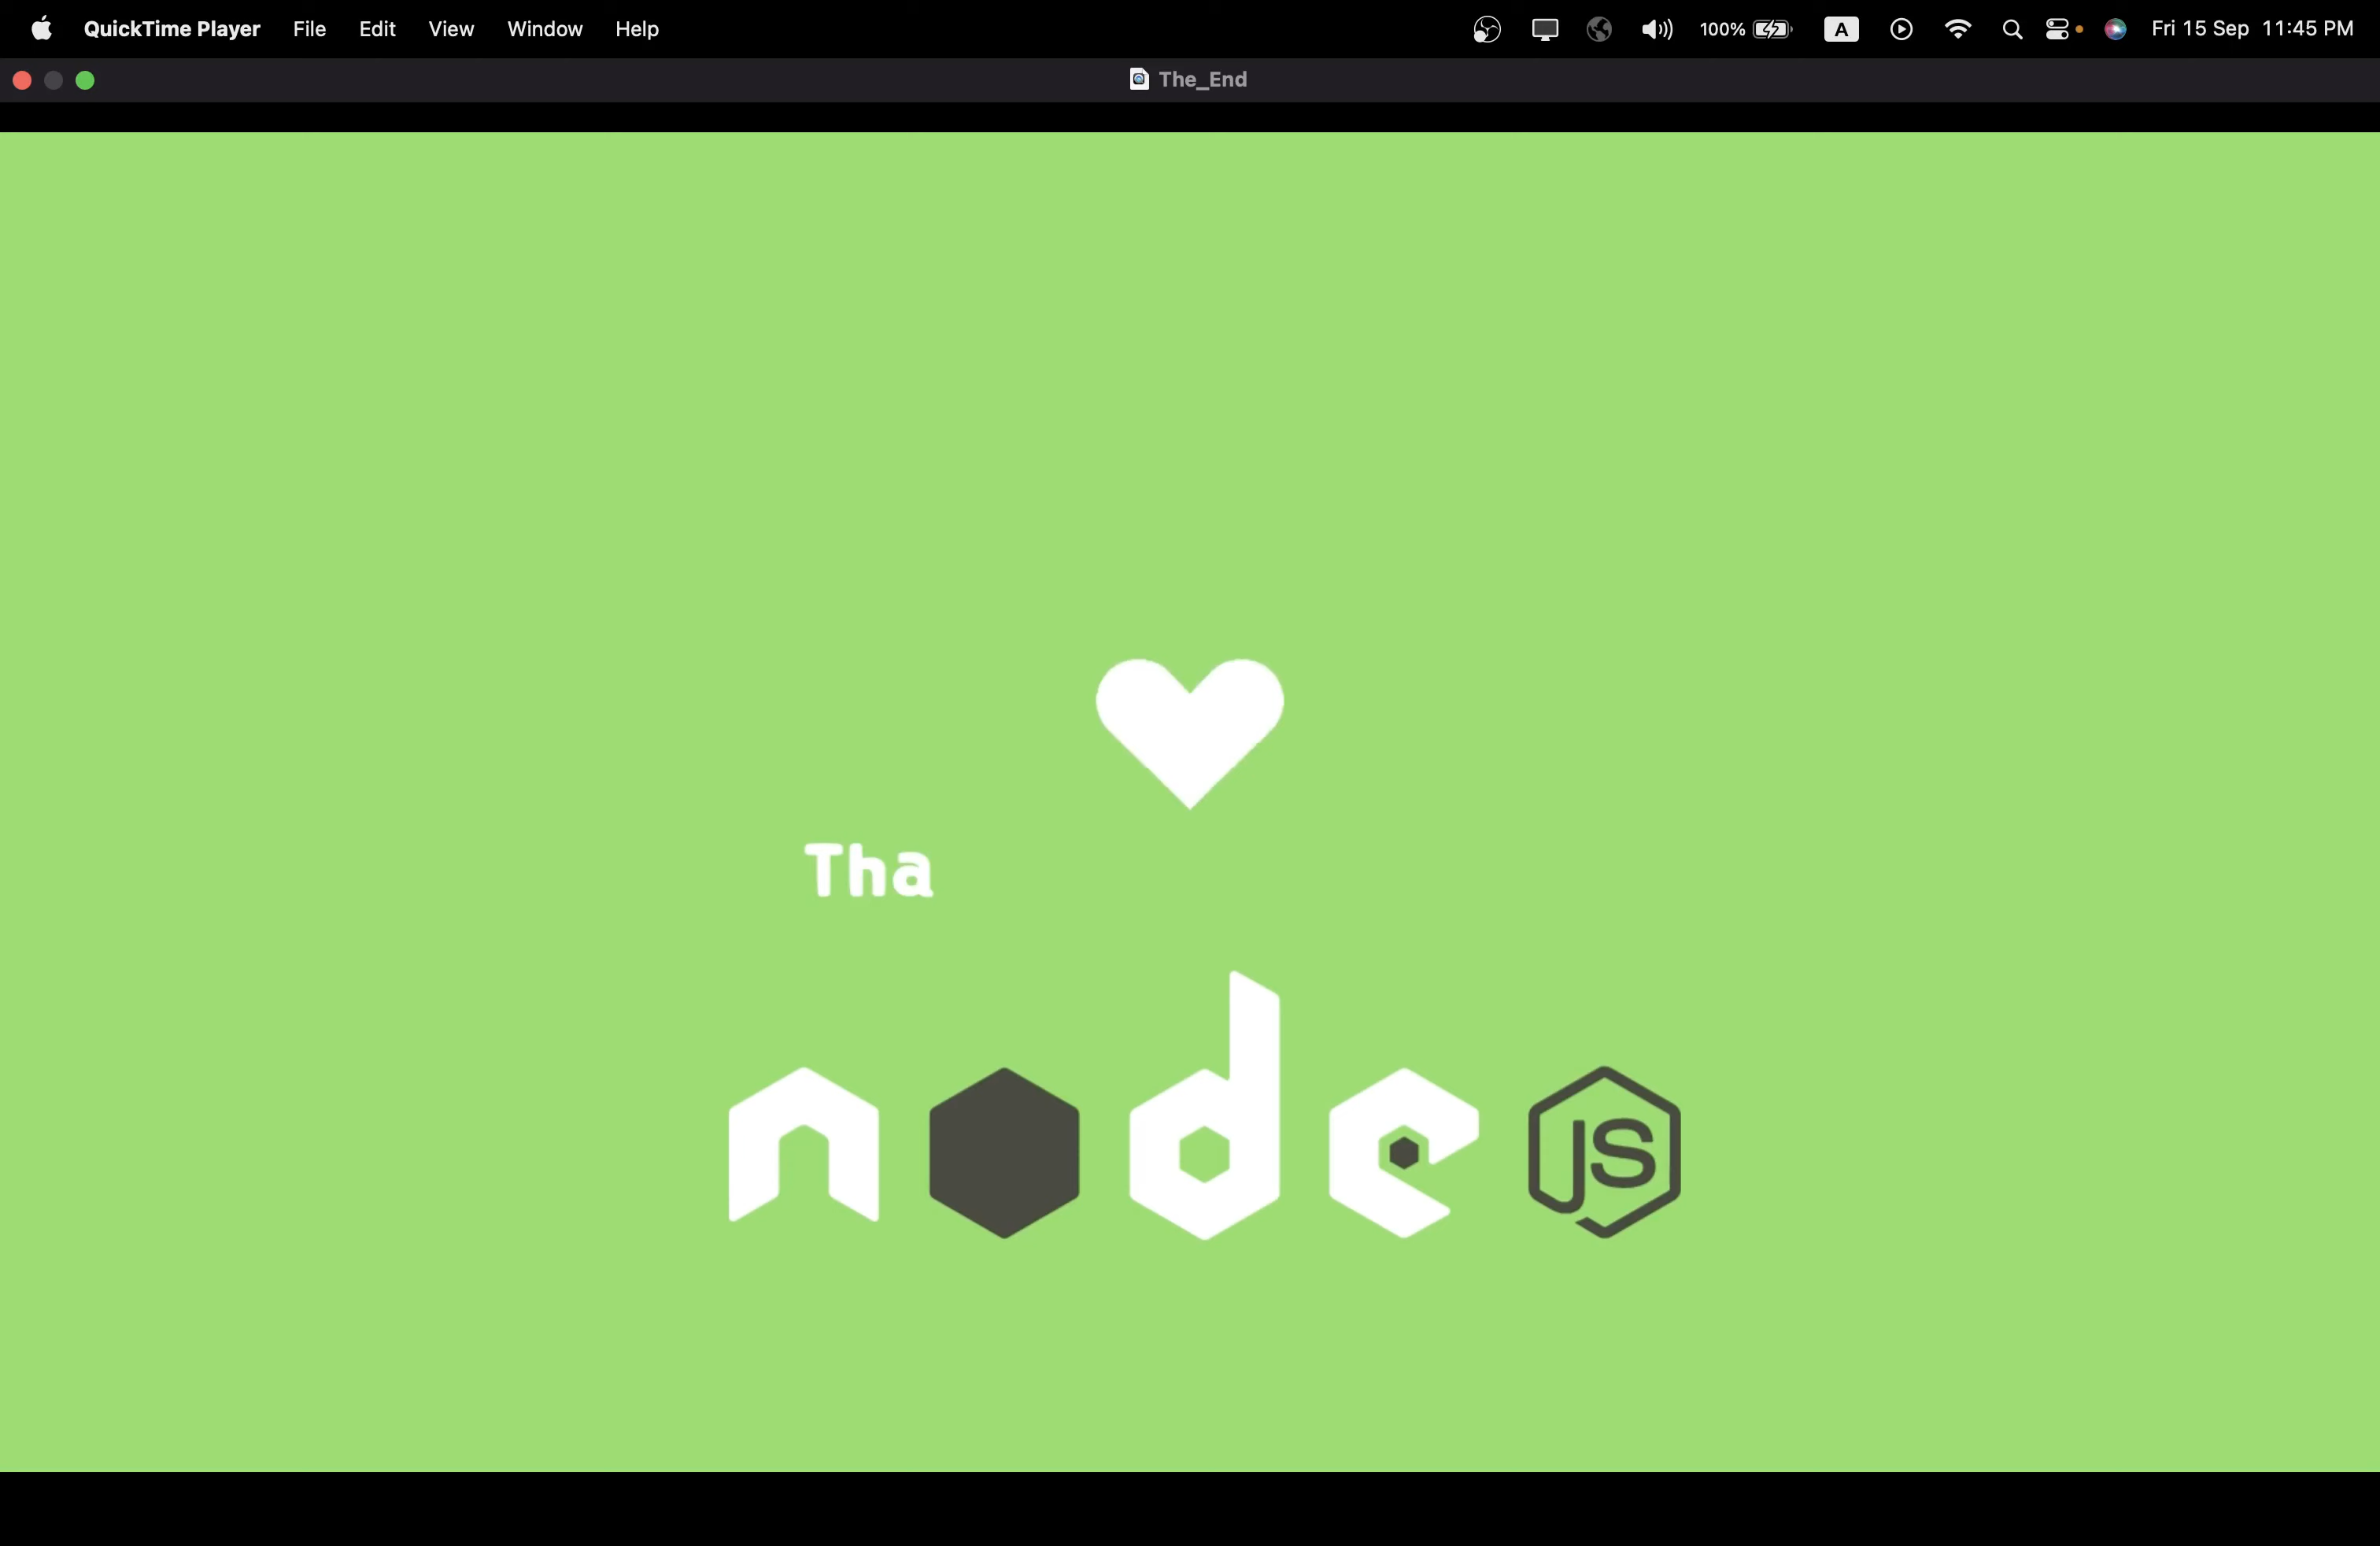 QuickTime Player File Edit View Window Help 100% A Fri 15 Sep 11:45 PM
The_End
Tha
node JS